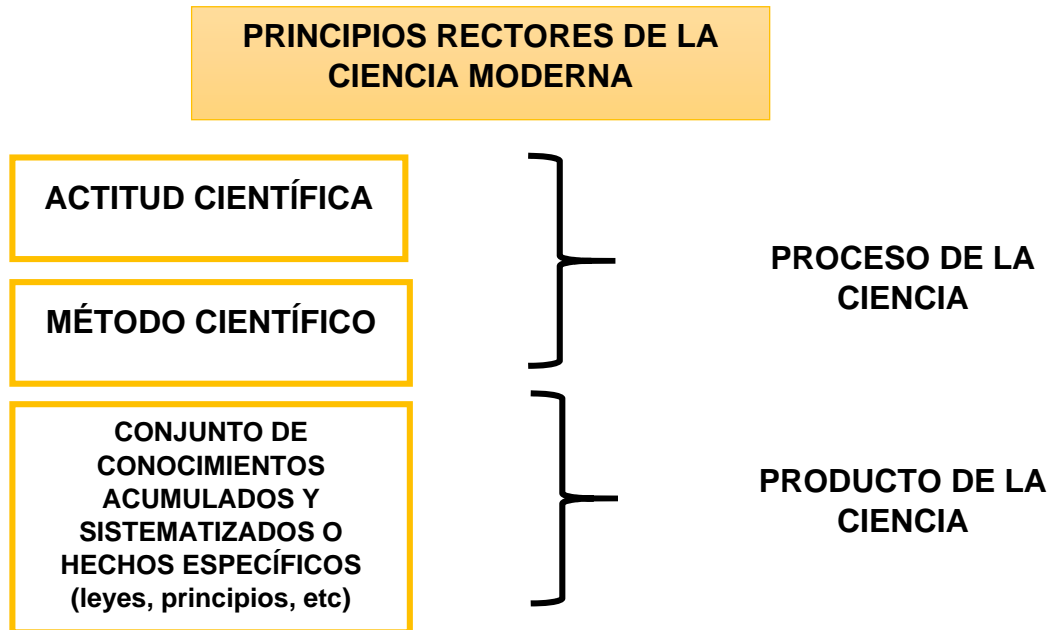 PRINCIPIOS RECTORES DE LA
CIENCIA MODERNA
ACTITUD CIENTÍFICA
MÉTODO CIENTÍFICO
PROCESO DE LA
CIENCIA
CONJUNTO DE
CONOCIMIENTOS
ACUMULADOS Y
SISTEMATIZADOS O
HECHOS ESPECÍFICOS
(leyes, principios, etc)
PRODUCTO DE LA
CIENCIA